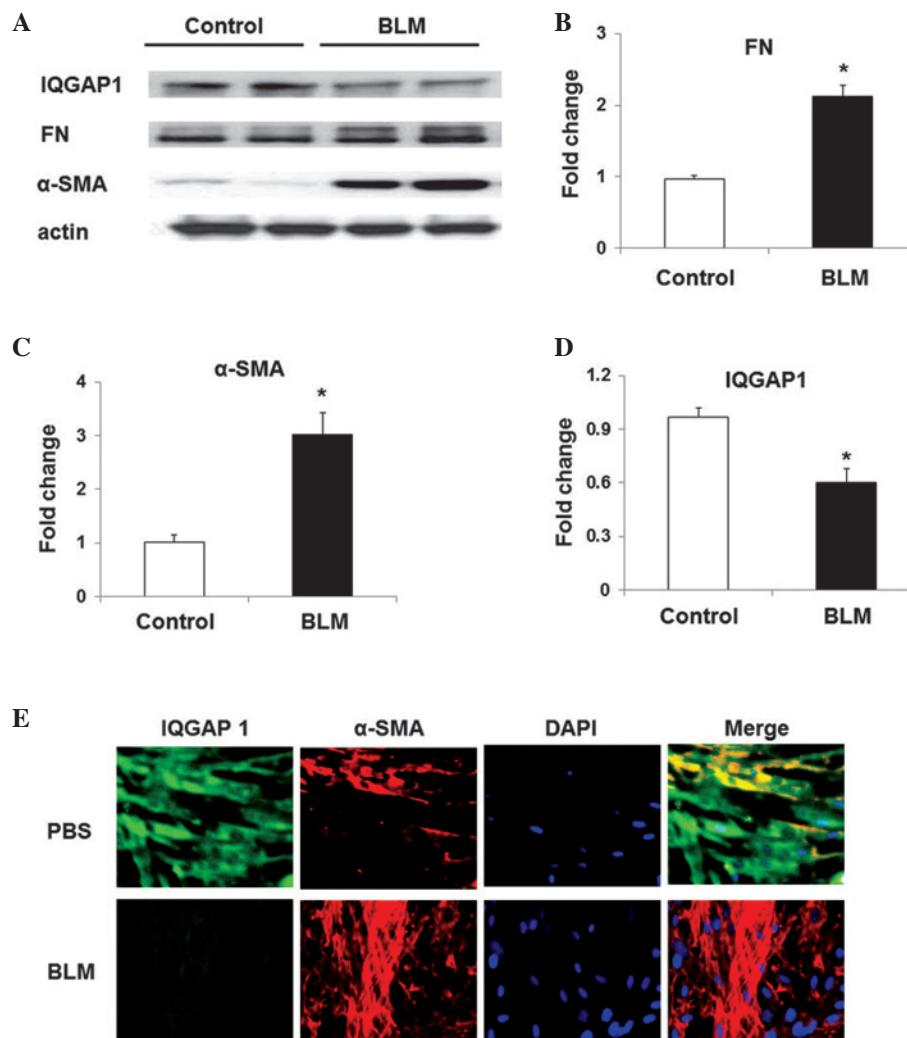 A
Control BLM
IQGAP1
FN
α-SMA
actin
B
FN
Fold change
3
2
1
0
*
Control BLM
C
α-SMA
Fold change
4
3
2
1
0
*
Control BLM
D
IQGAP1
Fold change
1.2
0.9
0.6
0.3
0
*
Control BLM
E
IQGAP 1 α-SMA DAPI Merge
PBS
BLM